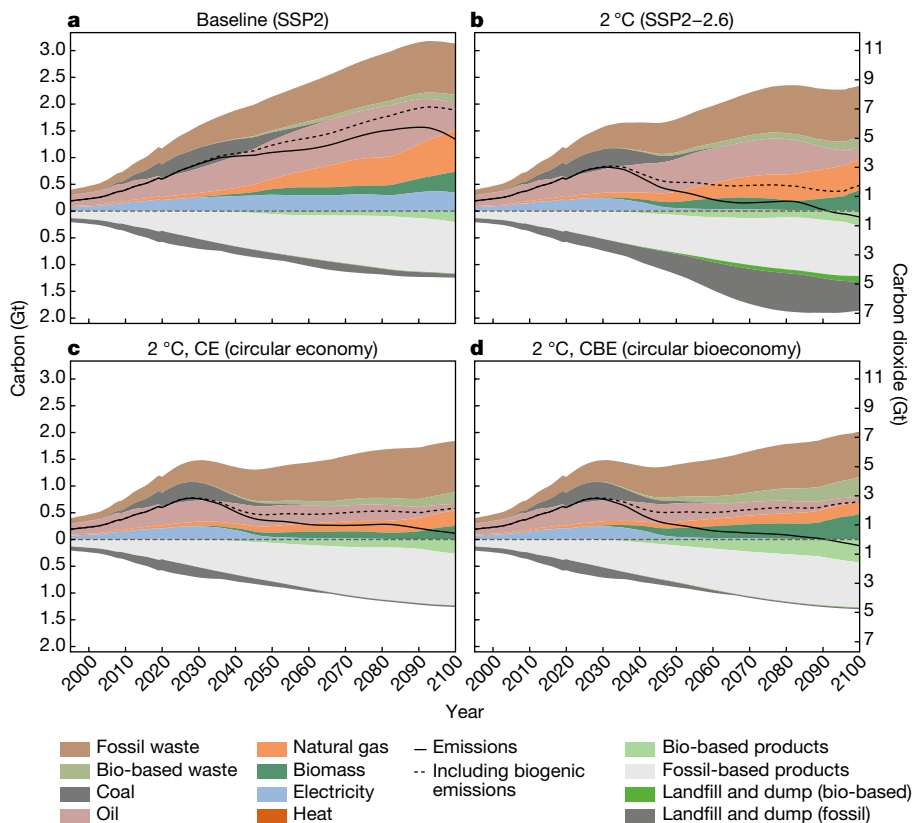 a Baseline (SSP2)
b 2 °C (SSP2–2.6)
3.0
2.5
2.0
1.5
1.0
0.5
0
0.5
1.0
1.5
2.0
11
9
7
5
3
1
1
3
5
7
c 2 °C, CE (circular economy)
d 2 °C, CBE (circular bioeconomy)
3.0
2.5
2.0
1.5
1.0
0.5
0
0.5
1.0
1.5
2.0
11
9
7
5
3
1
1
3
5
7
Carbon (Gt)
Carbon dioxide (Gt)
2000 2010 2020 2030 2040 2050 2060 2070 2080 2090 2100
2000 2010 2020 2030 2040 2050 2060 2070 2080 2090 2100
Year
Fossil waste
Bio-based waste
Coal
Oil
Natural gas
Biomass
Electricity
Heat
Emissions
Including biogenic
emissions
Bio-based products
Fossil-based products
Landfill and dump (bio-based)
Landfill and dump (fossil)